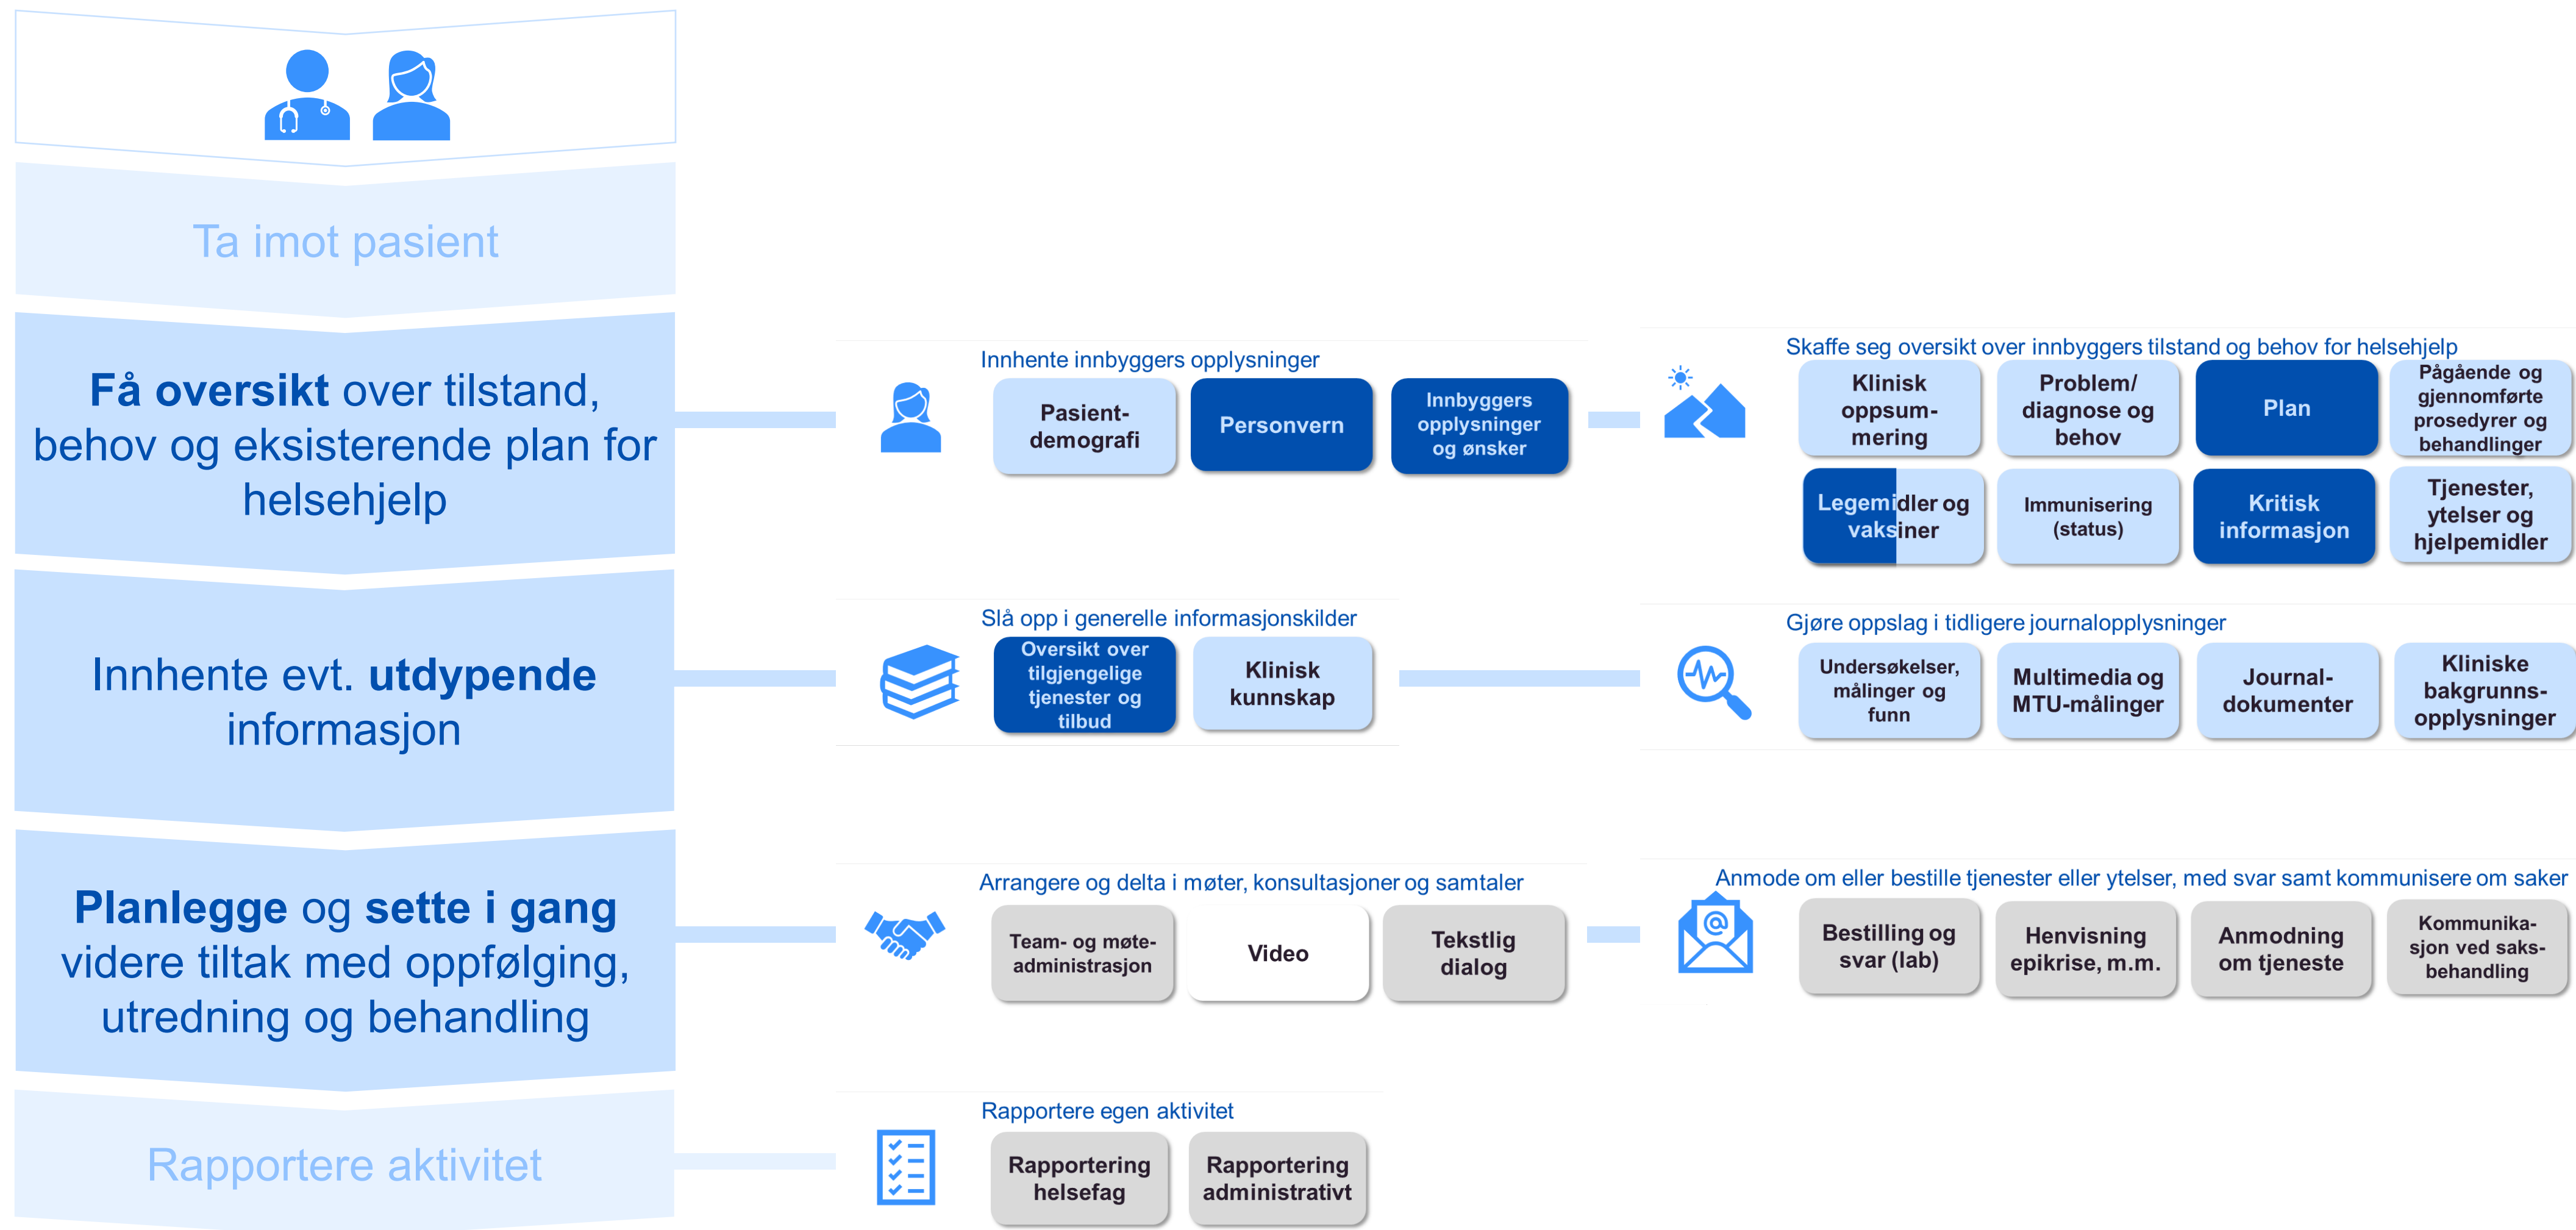 Ta imot pasient
Få oversikt over tilstand,
behov og eksisterende plan for
helsehjelp
Innhente innbyggers opplysninger
Pasient-
demografi
Personvern
Innbyggers
opplysninger
og ønsker
Skaffe seg oversikt over innbyggers tilstand og behov for helsehjelp
Klinisk
oppsum-
mering
Problem/
diagnose og
behov
Plan
Pågående og
gjennomførte
prosedyrer og
behandlinger
Legemidler og
vaksiner
Immunisering
(status)
Kritisk
informasjon
Tjenester,
ytelser og
hjelpemidler
Innhente evt. utdypende
informasjon
Slå opp i generelle informasjonskilder
Oversikt over
tilgjengelige
tjenester og
tilbud
Klinisk
kunnskap
Gjøre oppslag i tidligere journalopplysninger
Undersøkelser,
målinger og
funn
Multimedia og
MTU-målinger
Journal-
dokumenter
Kliniske
bakgrunns-
opplysninger
Planlegge og sette i gang
videre tiltak med oppfølging,
utredning og behandling
Arrangere og delta i møter, konsultasjoner og samtaler
Team- og møte-
administrasjon
Video
Tekstlig
dialog
Anmode om eller bestille tjenester eller ytelser, med svar samt kommunisere om saker
@
Bestilling og
svar (lab)
Henvisning
epikrise, m.m.
Anmodning
om tjeneste
Kommunika-
sjon ved saks-
behandling
Rapportere aktivitet
Rapportere egen aktivitet
Rapportering
helsefag
Rapportering
administrativt